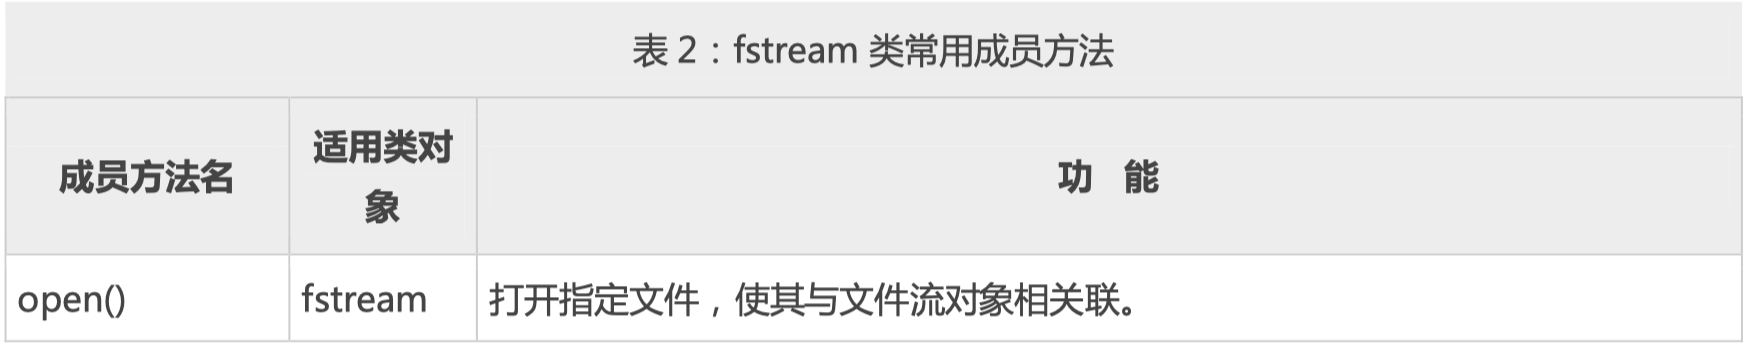 表 2：fstream 类常用成员方法
成员方法名
适用类对
象
功 能
open()
fstream
打开指定文件，使其与文件流对象相关联。